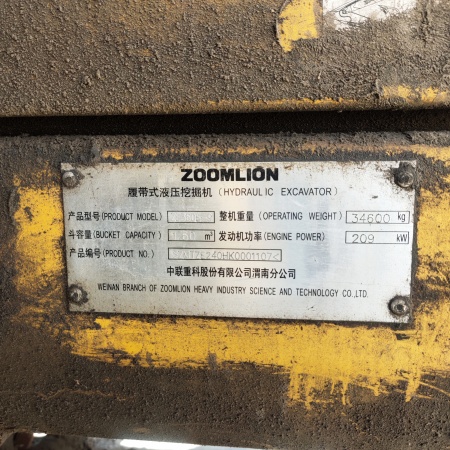 ZOOMLION
履带式液压挖掘机 (HYDRAULIC EXCAVATOR)
产品型号(PRODUCT MODEL) 整机重量 (OPERATING WEIGHT) 34600 kg
斗容量(BUCKET CAPACITY) m³ 发动机功率(ENGINE POWER) 209 kW
产品编号(PRODUCT NO.)
中联重科股份有限公司渭南分公司
WEINAN BRANCH OF ZOOMLION HEAVY INDUSTRY SCIENCE AND TECHNOLOGY CO.,LTD.